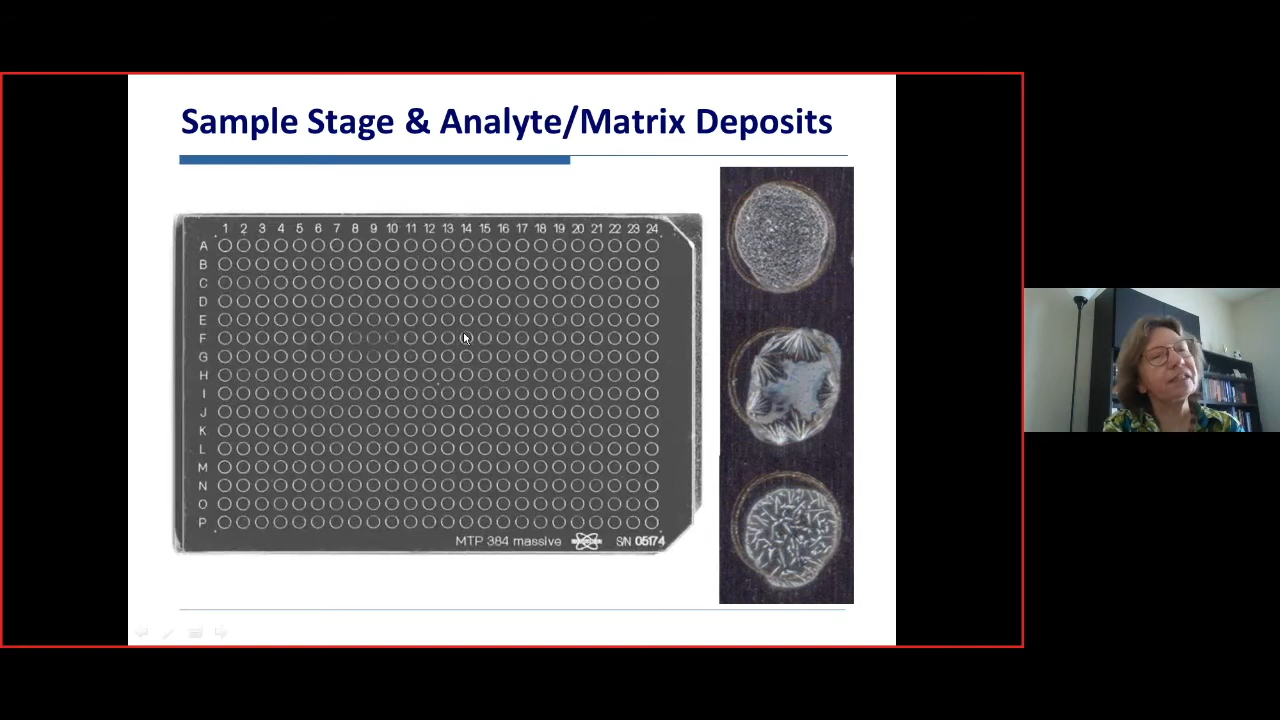 Sample Stage & Analyte/Matrix Deposits
1 2 3 4 5 6 7 8 9 10 11 12 13 14 15 16 17 18 19 20 21 22 23 24
A
B
C
D
E
F
G
H
I
J
K
L
M
N
O
P
MTP 384 massive
S/N 05174